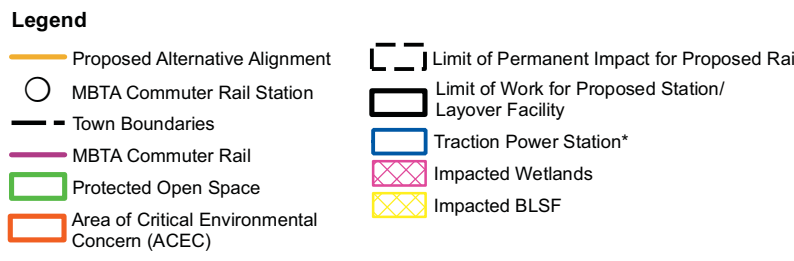 Legend
Proposed Alternative Alignment
MBTA Commuter Rail Station
Town Boundaries
MBTA Commuter Rail
Protected Open Space
Area of Critical Environmental
Concern (ACEC)
Limit of Permanent Impact for Proposed Rai
Limit of Work for Proposed Station/
Layover Facility
Traction Power Station*
Impacted Wetlands
Impacted BLSF